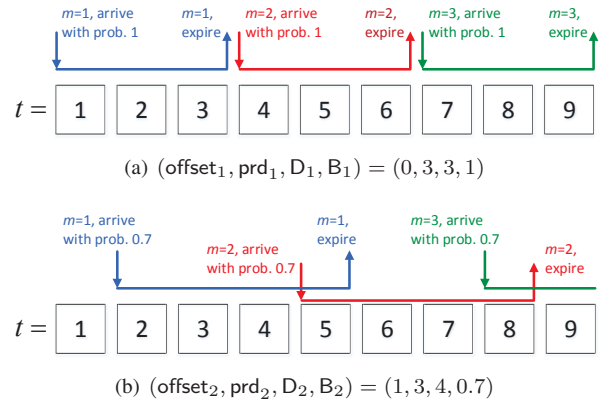 m=1, arrive with prob. 1
m=1, expire
m=2, arrive with prob. 1
m=2, expire
m=3, arrive with prob. 1
m=3, expire
t = 1 2 3 4 5 6 7 8 9
(a) (offset₁, prd₁, D₁, B₁) = (0, 3, 3, 1)
m=1, arrive with prob. 0.7
m=2, arrive with prob. 0.7
m=1, expire
m=3, arrive with prob. 0.7
m=2, expire
t = 1 2 3 4 5 6 7 8 9
(b) (offset₂, prd₂, D₂, B₂) = (1, 3, 4, 0.7)